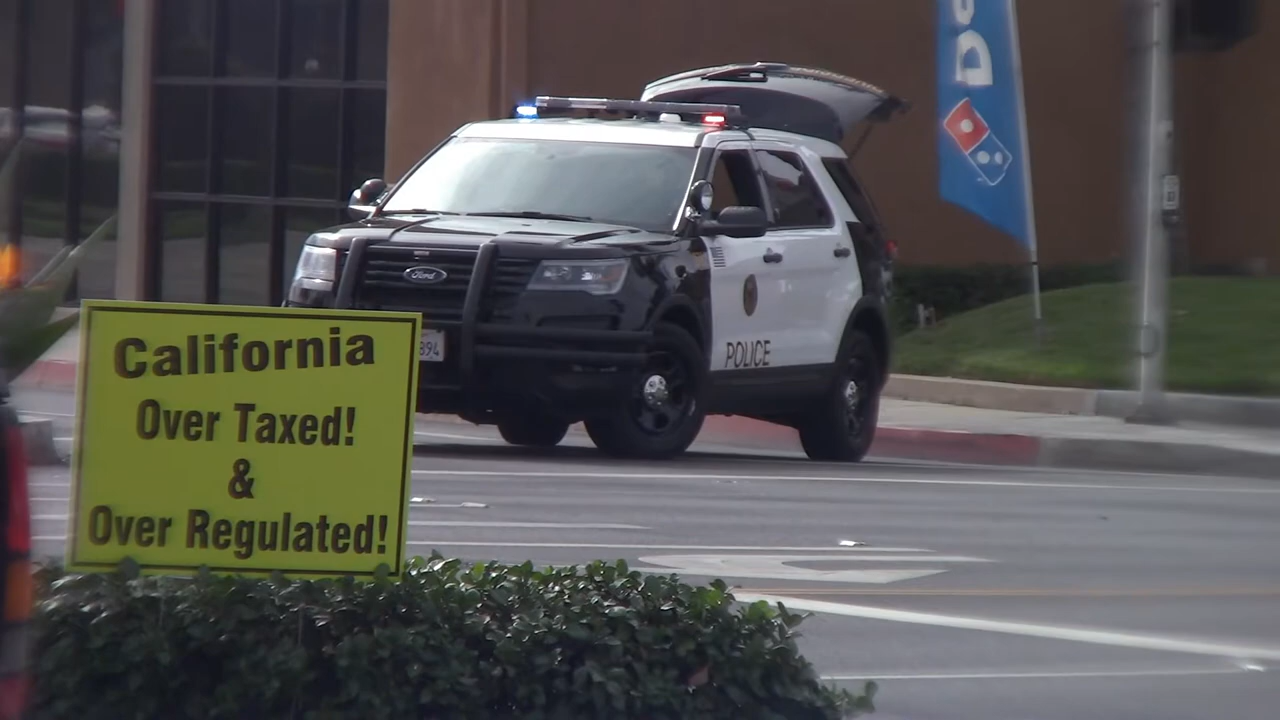 California
Over Taxed!
&
Over Regulated!
Ford
894
POLICE